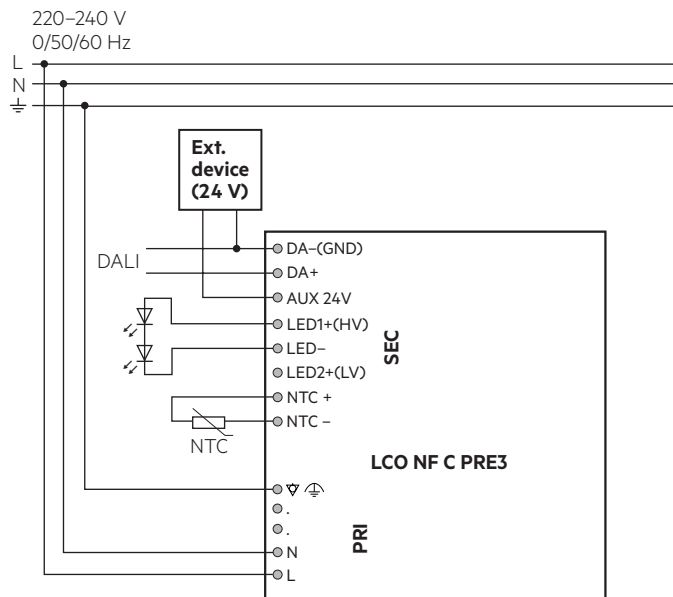 220–240 V
0/50/60 Hz
L
N
Ext.
device
(24 V)
DALI
DA–(GND)
DA+
AUX 24V
LED1+(HV)
LED–
LED2+(LV)
NTC +
NTC –
NTC
SEC
LCO NF C PRE3
.
.
PRI
N
L